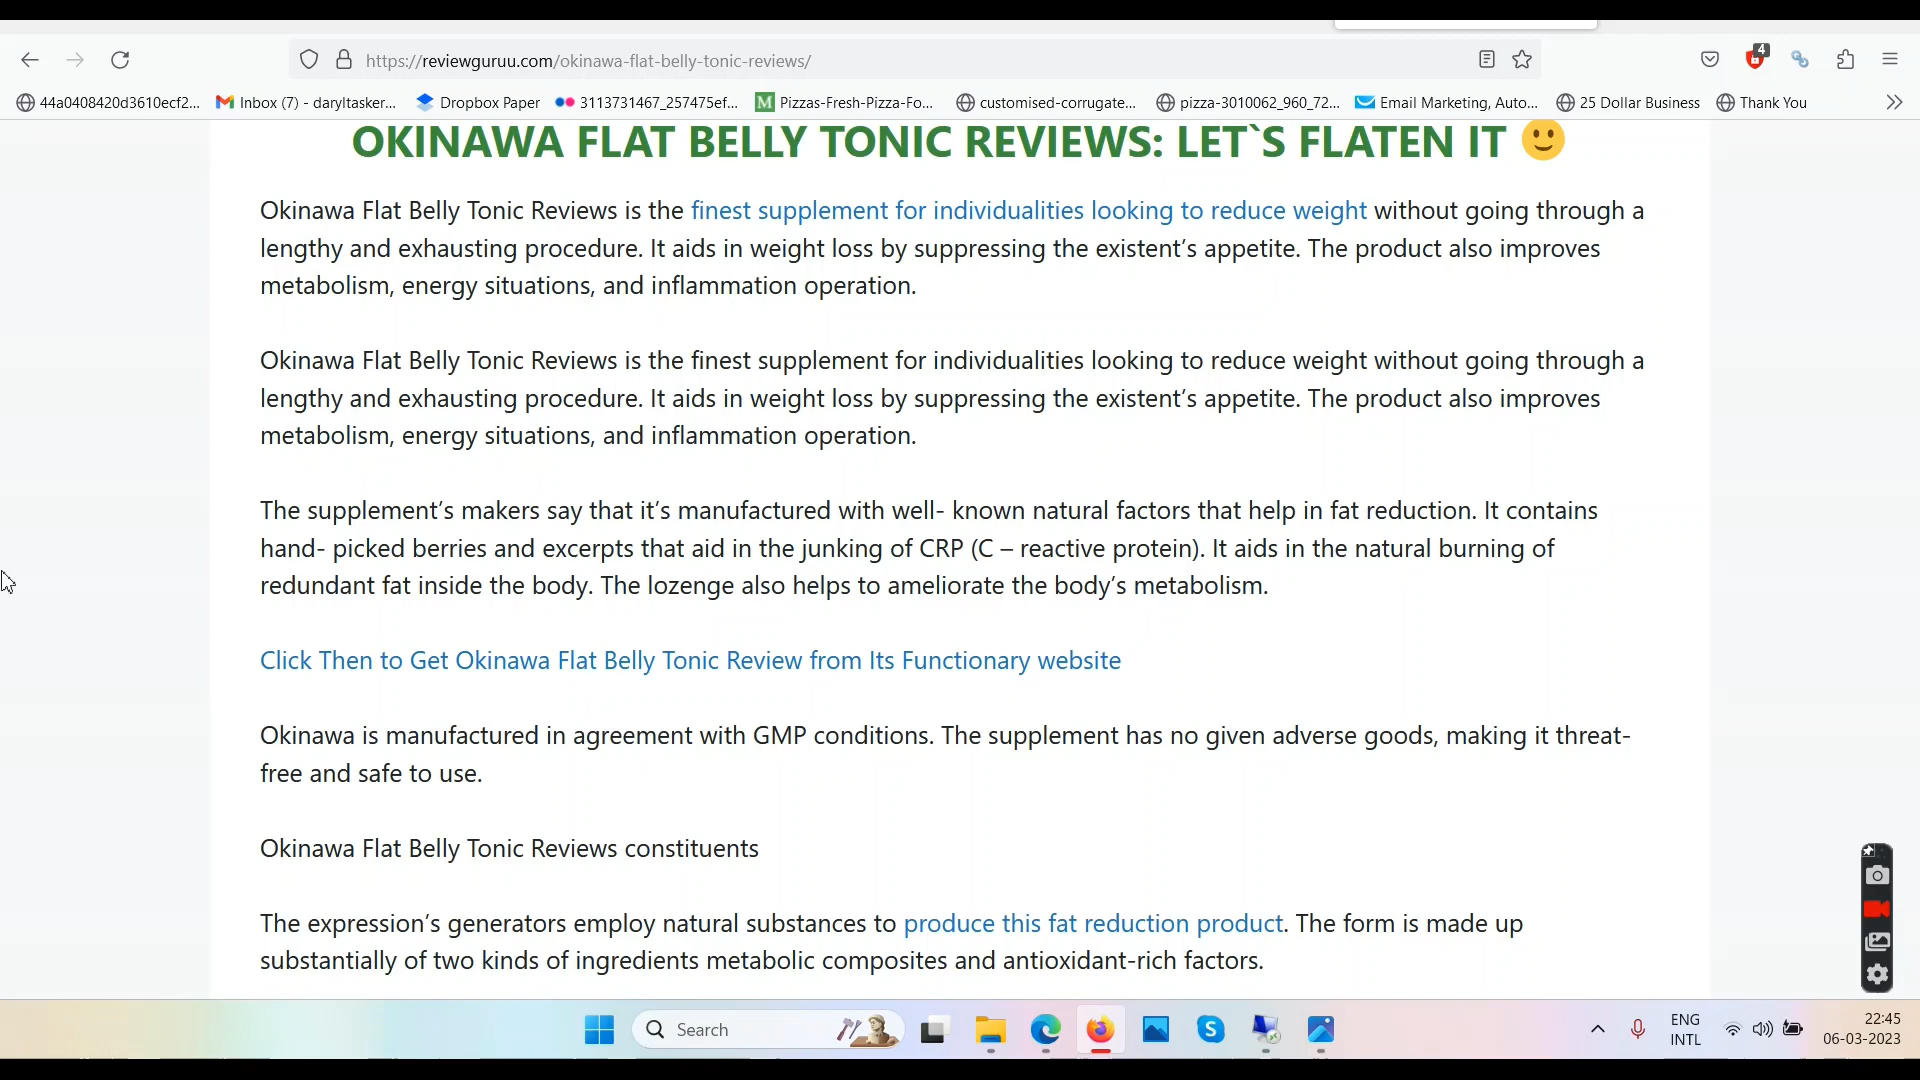 https://reviewguruu.com/okinawa-flat-belly-tonic-reviews/
4
44a0408420d3610ecf2... Inbox (7) - daryltasker... Dropbox Paper 3113731467_257475ef... M Pizzas-Fresh-Pizza-Fo... customised-corrugate... pizza-3010062_960_72... Email Marketing, Auto... 25 Dollar Business Thank You
OKINAWA FLAT BELLY TONIC REVIEWS: LET`S FLATEN IT 🙂
Okinawa Flat Belly Tonic Reviews is the finest supplement for individualities looking to reduce weight without going through a
lengthy and exhausting procedure. It aids in weight loss by suppressing the existent’s appetite. The product also improves
metabolism, energy situations, and inflammation operation.
Okinawa Flat Belly Tonic Reviews is the finest supplement for individualities looking to reduce weight without going through a
lengthy and exhausting procedure. It aids in weight loss by suppressing the existent’s appetite. The product also improves
metabolism, energy situations, and inflammation operation.
The supplement’s makers say that it’s manufactured with well- known natural factors that help in fat reduction. It contains
hand- picked berries and excerpts that aid in the junking of CRP (C – reactive protein). It aids in the natural burning of
redundant fat inside the body. The lozenge also helps to ameliorate the body’s metabolism.
Click Then to Get Okinawa Flat Belly Tonic Review from Its Functionary website
Okinawa is manufactured in agreement with GMP conditions. The supplement has no given adverse goods, making it threat-
free and safe to use.
Okinawa Flat Belly Tonic Reviews constituents
The expression’s generators employ natural substances to produce this fat reduction product. The form is made up
substantially of two kinds of ingredients metabolic composites and antioxidant-rich factors.
Search
ENG
INTL
22:45
06-03-2023